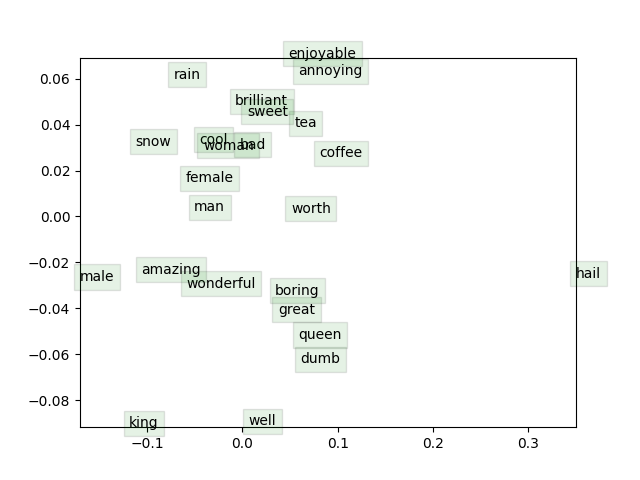 enjoyable
annoying
rain
0.06
brilliant
sweet
tea
0.04
snow
cool
woman
bad
coffee
0.02
female
man
worth
0.00
−0.02
amazing
male
hail
wonderful
boring
−0.04
great
queen
dumb
−0.06
−0.08
king
well
−0.1
0.0
0.1
0.2
0.3